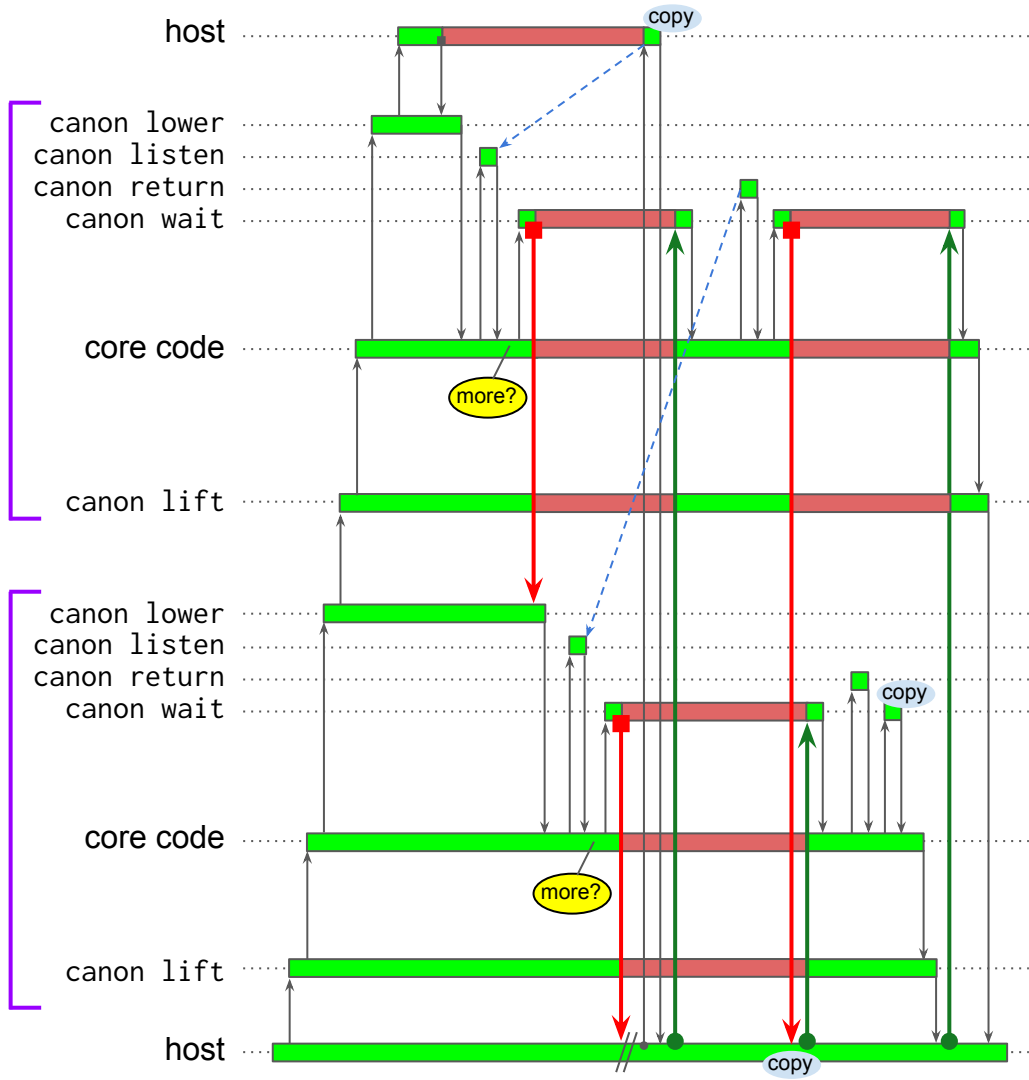 copy
host
canon lower
canon listen
canon return
canon wait
core code
more?
canon lift
canon lower
canon listen
canon return
copy
canon wait
core code
more?
canon lift
host
copy